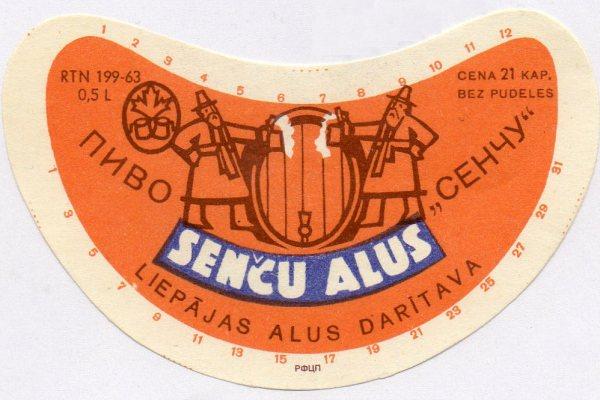 1 2 3 4 5 6 7 8 9 10 11 12
RTN 199-63
0,5 L
CENA 21 KAP.
BEZ PUDELES
ПИВО „СЕНЧУ“
SENČU ALUS
LIEPĀJAS ALUS DARĪTAVA
1 3 5 7 9 11 13 15 17 19 21 23 25 27 29 31
РФЦП